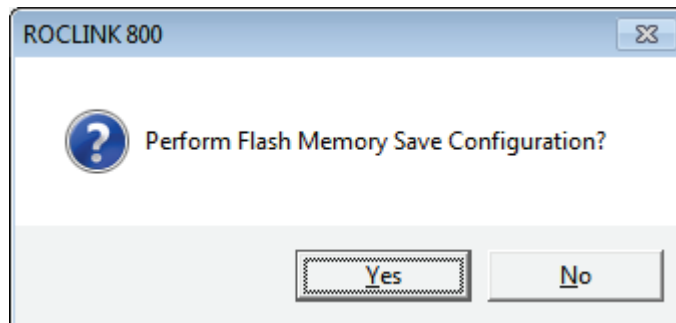 ROCLINK 800
Perform Flash Memory Save Configuration?
Yes
No